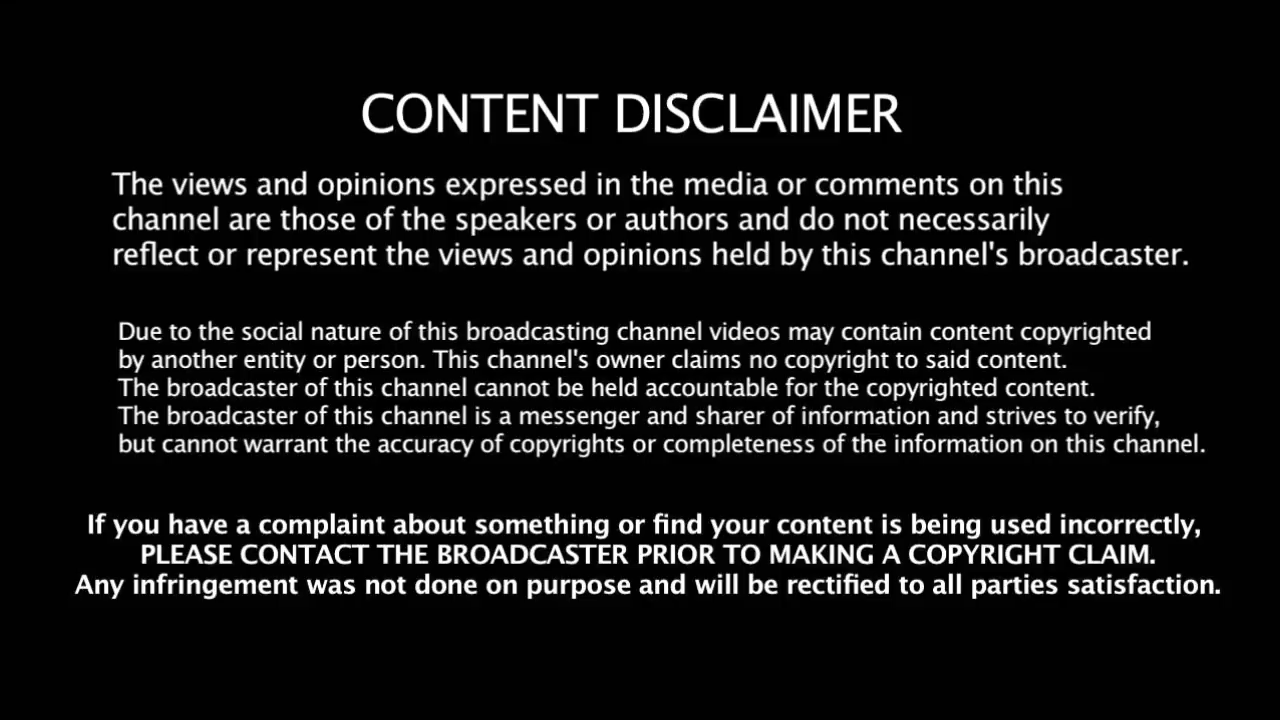 CONTENT DISCLAIMER
The views and opinions expressed in the media or comments on this
channel are those of the speakers or authors and do not necessarily
reflect or represent the views and opinions held by this channel's broadcaster.
Due to the social nature of this broadcasting channel videos may contain content copyrighted
by another entity or person. This channel's owner claims no copyright to said content.
The broadcaster of this channel cannot be held accountable for the copyrighted content.
The broadcaster of this channel is a messenger and sharer of information and strives to verify,
but cannot warrant the accuracy of copyrights or completeness of the information on this channel.
If you have a complaint about something or find your content is being used incorrectly,
PLEASE CONTACT THE BROADCASTER PRIOR TO MAKING A COPYRIGHT CLAIM.
Any infringement was not done on purpose and will be rectified to all parties satisfaction.